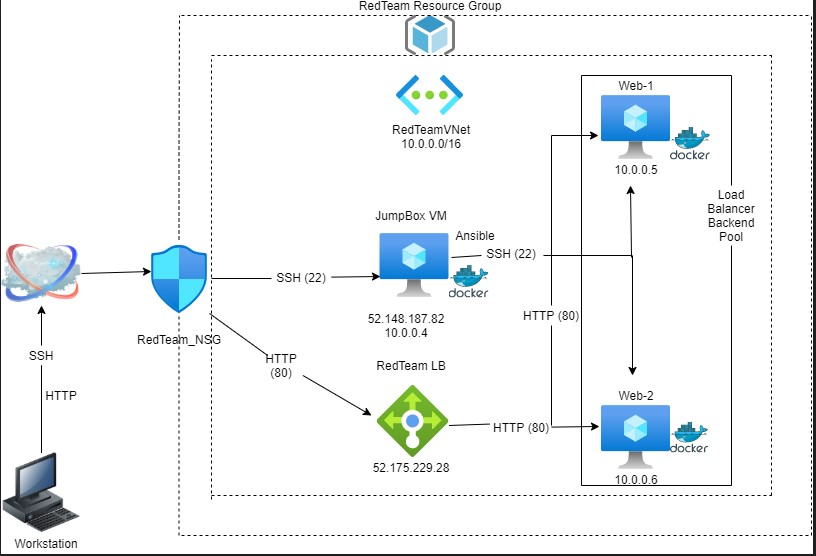 RedTeam Resource Group
RedTeamVNet
10.0.0.0/16
Web-1
docker
10.0.0.5
Load
Balancer
Backend
Pool
JumpBox VM
Ansible
SSH (22)
SSH (22)
docker
52.148.187.82
10.0.0.4
HTTP (80)
RedTeam_NSG
HTTP
(80)
RedTeam LB
HTTP (80)
52.175.229.28
Web-2
docker
10.0.0.6
SSH
HTTP
Workstation